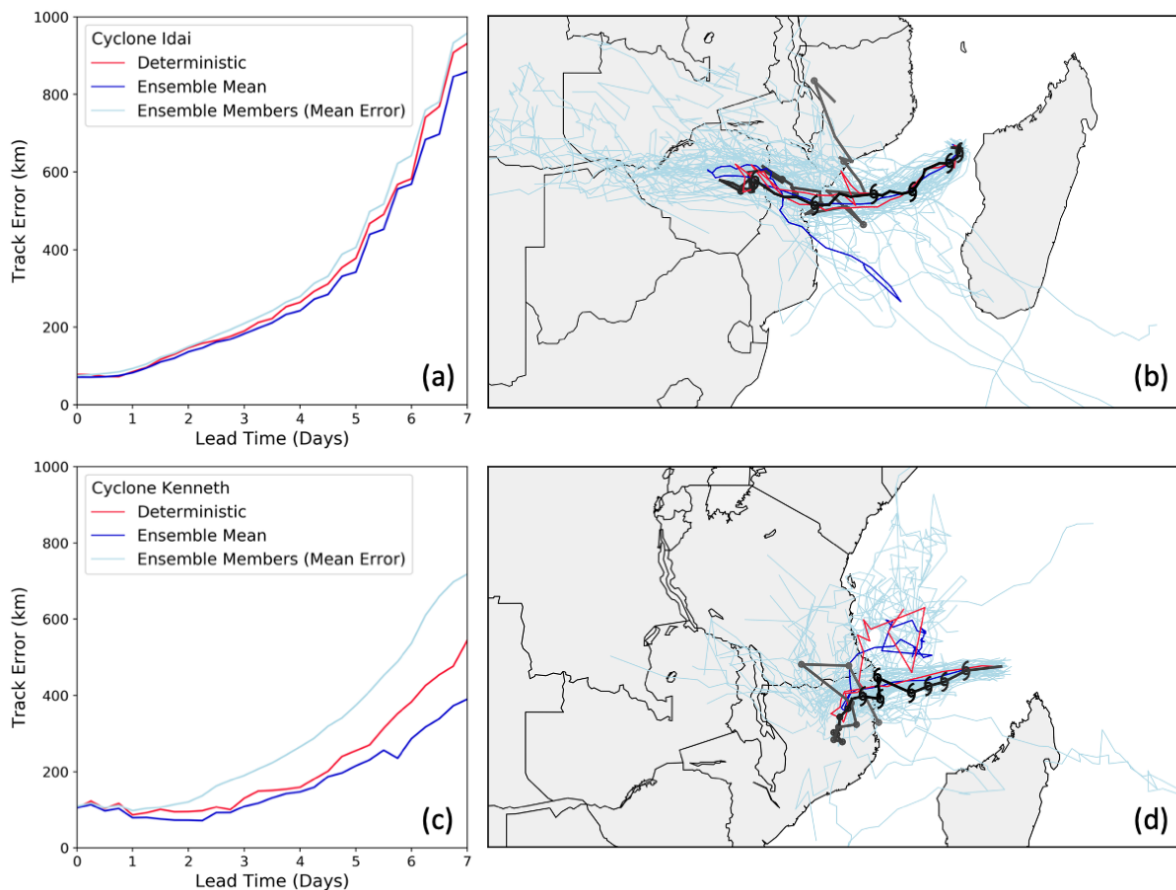 1000
800
600
400
200
0
Track Error (km)
Cyclone Idai
Deterministic
Ensemble Mean
Ensemble Members (Mean Error)
(a)
0 1 2 3 4 5 6 7
Lead Time (Days)
(b)
1000
800
600
400
200
0
Track Error (km)
Cyclone Kenneth
Deterministic
Ensemble Mean
Ensemble Members (Mean Error)
(c)
0 1 2 3 4 5 6 7
Lead Time (Days)
(d)